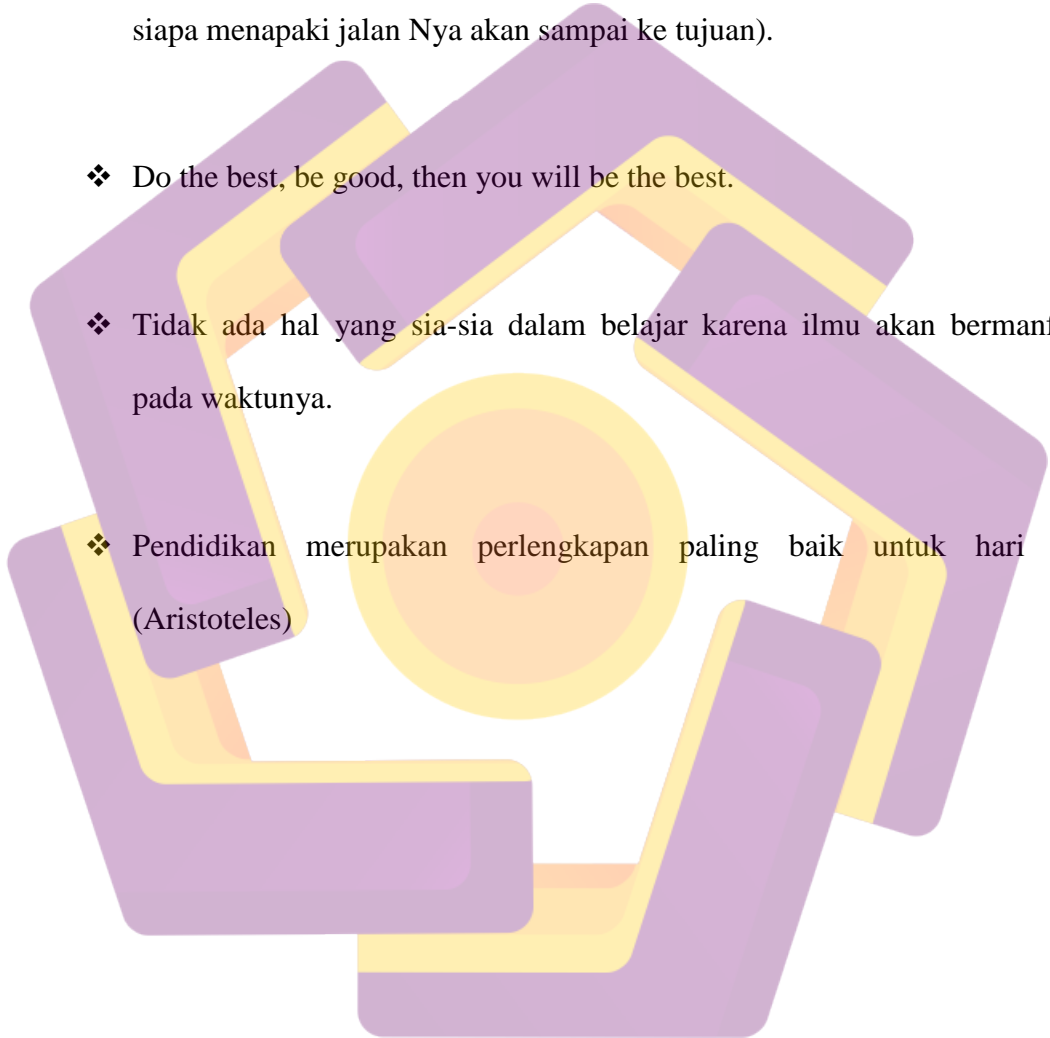 siapa menapaki jalan Nya akan sampai ke tujuan).
❖ Do the best, be good, then you will be the best.
❖ Tidak ada hal yang sia-sia dalam belajar karena ilmu akan
pada waktunya.
❖ Pendidikan merupakan perlengkapan paling baik untuk hari
(Aristoteles)